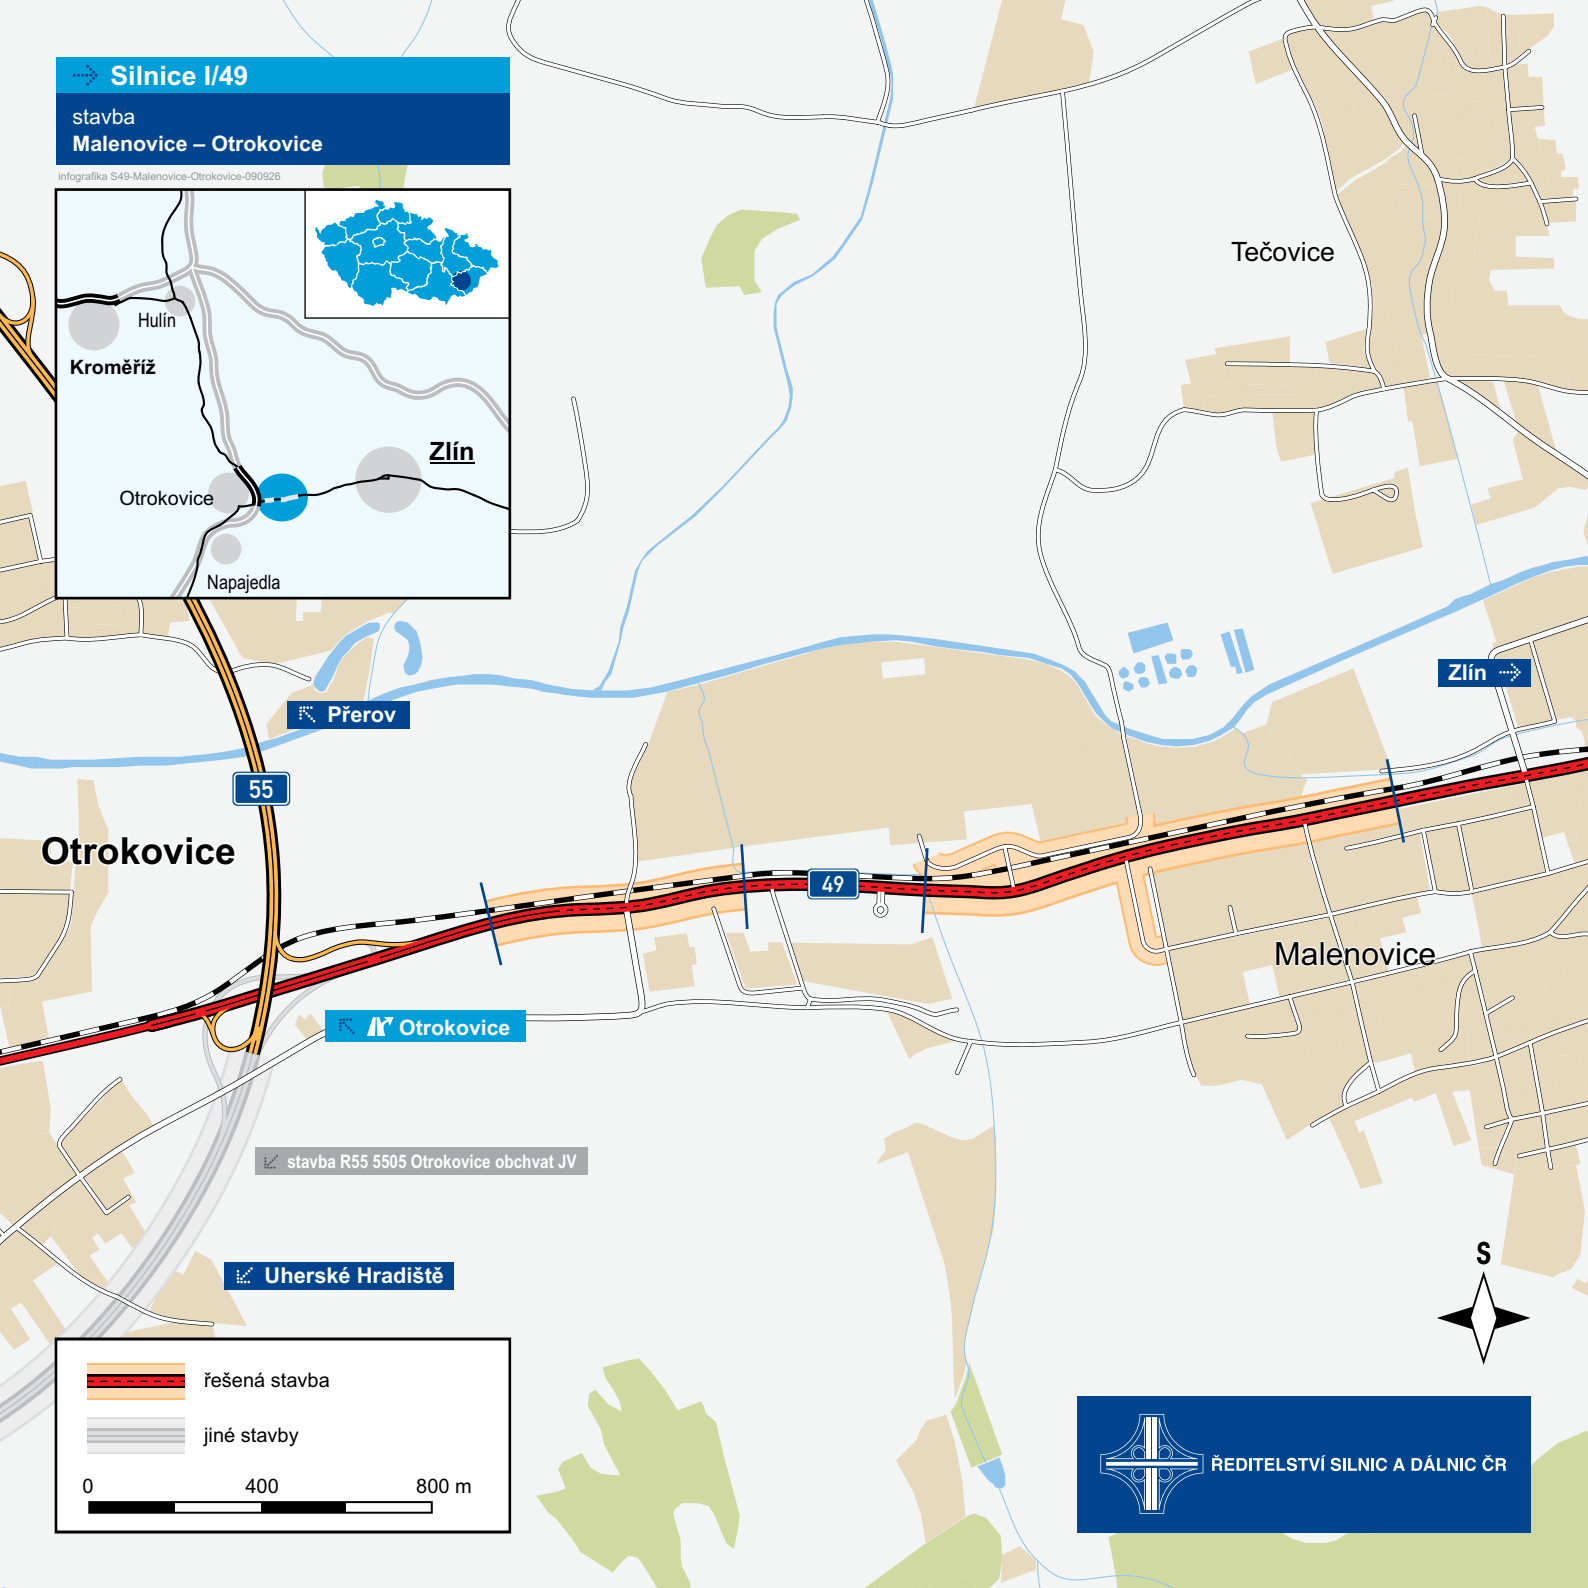 Silnice I/49
stavba
Malenovice – Otrokovice
infografika S49-Malenovice-Otrokovice-090926
Hulín
Kroměříž
Zlín
Otrokovice
Napajedla
Tečovice
Zlín
Přerov
55
Otrokovice
49
Malenovice
Otrokovice
stavba R55 5505 Otrokovice obchvat JV
Uherské Hradiště
S
řešená stavba
jiné stavby
0 400 800 m
ŘEDITELSTVÍ SILNIC A DÁLNIC ČR